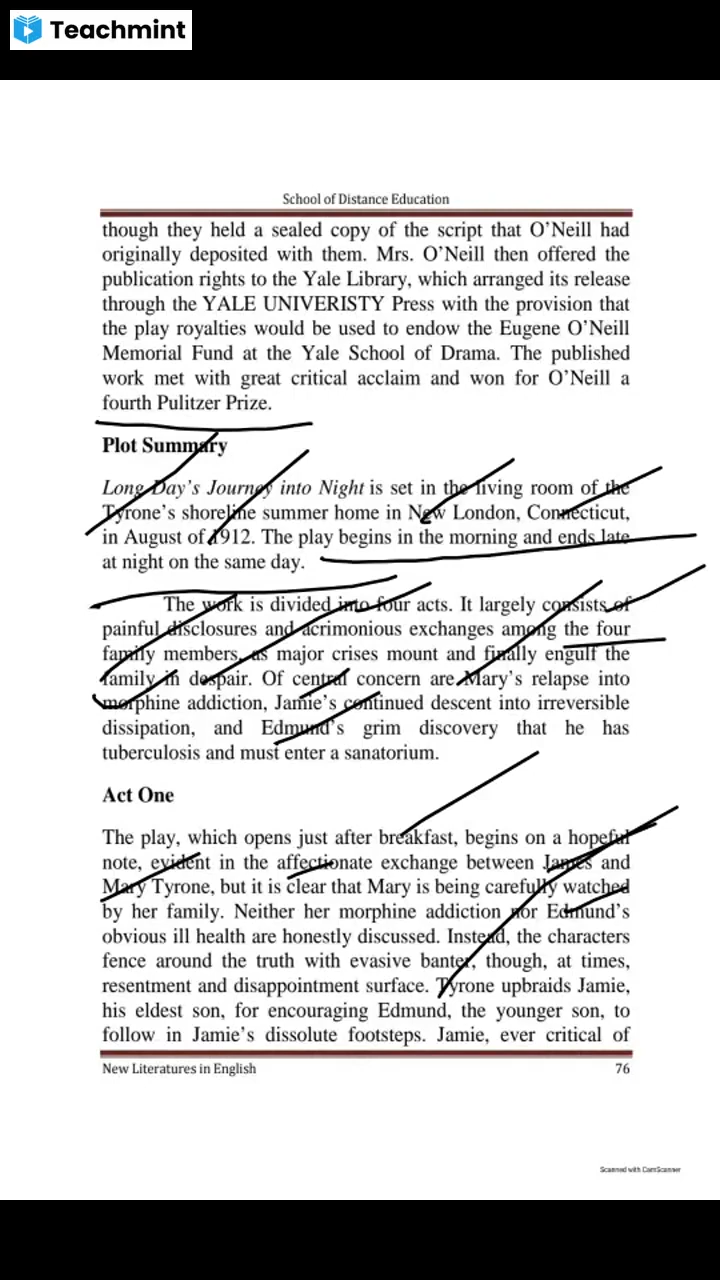 Teachmint
School of Distance Education
though they held a sealed copy of the script that O'Neill had
originally deposited with them. Mrs. O'Neill then offered the
publication rights to the Yale Library, which arranged its release
through the YALE UNIVERISTY Press with the provision that
the play royalties would be used to endow the Eugene O'Neill
Memorial Fund at the Yale School of Drama. The published
work met with great critical acclaim and won for O'Neill a
fourth Pulitzer Prize.
Plot Summary
Long Day's Journey into Night is set in the living room of the
Tyrone's shoreline summer home in New London, Connecticut,
in August of 1912. The play begins in the morning and ends late
at night on the same day.
The work is divided into four acts. It largely consists of
painful disclosures and acrimonious exchanges among the four
family members, as major crises mount and finally engulf the
family in despair. Of central concern are Mary's relapse into
morphine addiction, Jamie's continued descent into irreversible
dissipation, and Edmund's grim discovery that he has
tuberculosis and must enter a sanatorium.
Act One
The play, which opens just after breakfast, begins on a hopeful
note, evident in the affectionate exchange between James and
Mary Tyrone, but it is clear that Mary is being carefully watched
by her family. Neither her morphine addiction nor Edmund's
obvious ill health are honestly discussed. Instead, the characters
fence around the truth with evasive banter, though, at times,
resentment and disappointment surface. Tyrone upbraids Jamie,
his eldest son, for encouraging Edmund, the younger son, to
follow in Jamie's dissolute footsteps. Jamie, ever critical of
New Literatures in English 76
Scanned with CamScanner